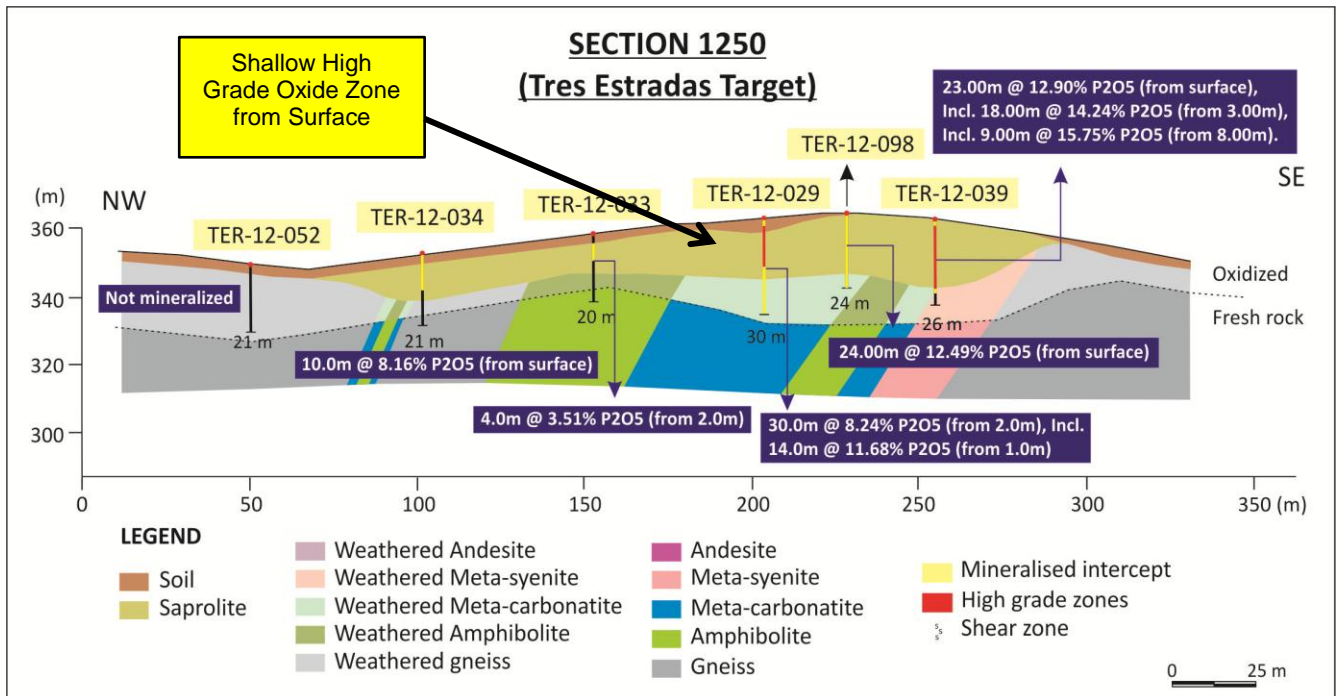 SECTION 1250
(Tres Estradas Target)
Shallow High
Grade Oxide Zone
from Surface
23.00m @ 12.90% P2O5 (from surface),
Incl. 18.00m @ 14.24% P2O5 (from 3.00m),
Incl. 9.00m @ 15.75% P2O5 (from 8.00m).
(m)
NW
SE
TER-12-052
TER-12-034
TER-12-033
TER-12-029
TER-12-098
TER-12-039
360
340
320
300
Not mineralized
Oxidized
Fresh rock
21 m
21 m
20 m
30 m
24 m
26 m
10.0m @ 8.16% P2O5 (from surface)
4.0m @ 3.51% P2O5 (from 2.0m)
24.00m @ 12.49% P2O5 (from surface)
30.0m @ 8.24% P2O5 (from 2.0m), Incl.
14.0m @ 11.68% P2O5 (from 1.0m)
0
50
100
150
200
250
300
350 (m)
LEGEND
Soil
Saprolite
Weathered Andesite
Weathered Meta-syenite
Weathered Meta-carbonatite
Weathered Amphibolite
Weathered gneiss
Andesite
Meta-syenite
Meta-carbonatite
Amphibolite
Gneiss
Mineralised intercept
High grade zones
s s s Shear zone
0 25 m